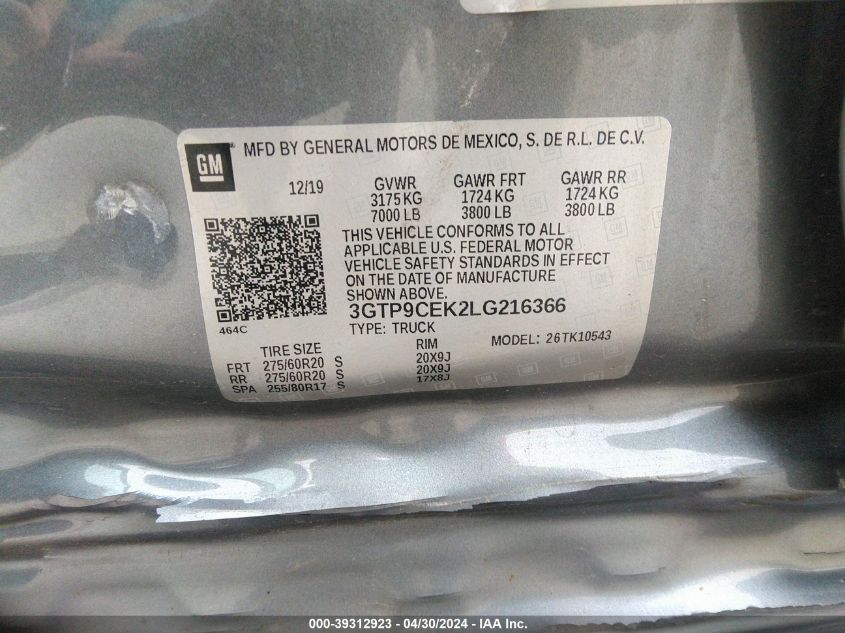 GM
MFD BY GENERAL MOTORS DE MEXICO, S. DE R.L. DE C.V.
12/19 GVWR GAWR FRT GAWR RR
3175 KG 1724 KG 1724 KG
7000 LB 3800 LB 3800 LB
THIS VEHICLE CONFORMS TO ALL
APPLICABLE U.S. FEDERAL MOTOR
VEHICLE SAFETY STANDARDS IN EFFECT
ON THE DATE OF MANUFACTURE
SHOWN ABOVE.
464C
3GTP9CEK2LG216366
TYPE: TRUCK MODEL: 26TK10543
TIRE SIZE RIM
FRT 275/60R20 S 20X9J
RR 275/60R20 S 20X9J
SPA 255/80R17 S 17X8J
000-39312923 - 04/30/2024 - IAA Inc.